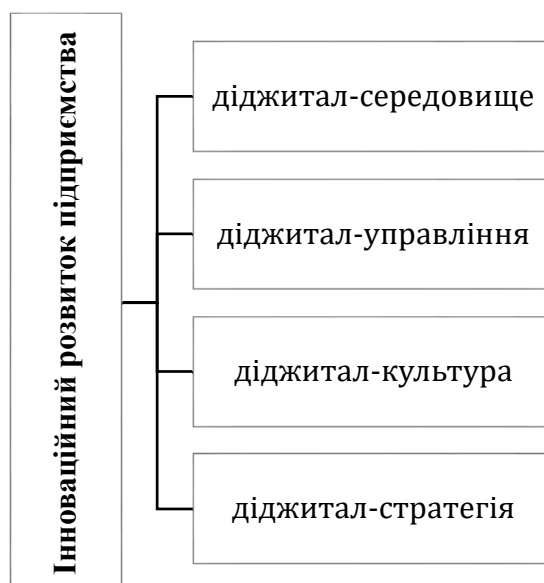 Інноваційний розвиток підприємства
діджитал-середовище
діджитал-управління
діджитал-культура
діджитал-стратегія